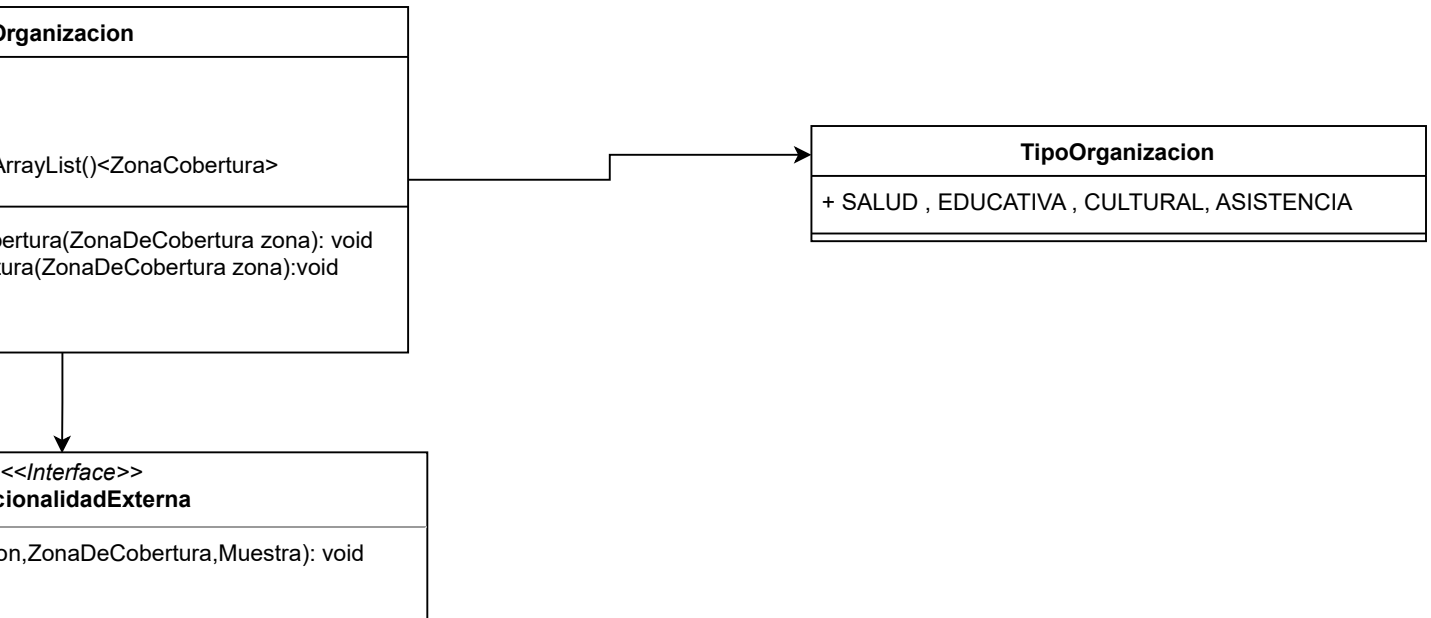 Organizacion
ArrayList()<ZonaCobertura>
bertura(ZonaDeCobertura zona): void
tura(ZonaDeCobertura zona):void
TipoOrganizacion
+ SALUD , EDUCATIVA , CULTURAL, ASISTENCIA
<<Interface>>
cionalidadExterna
on,ZonaDeCobertura,Muestra): void